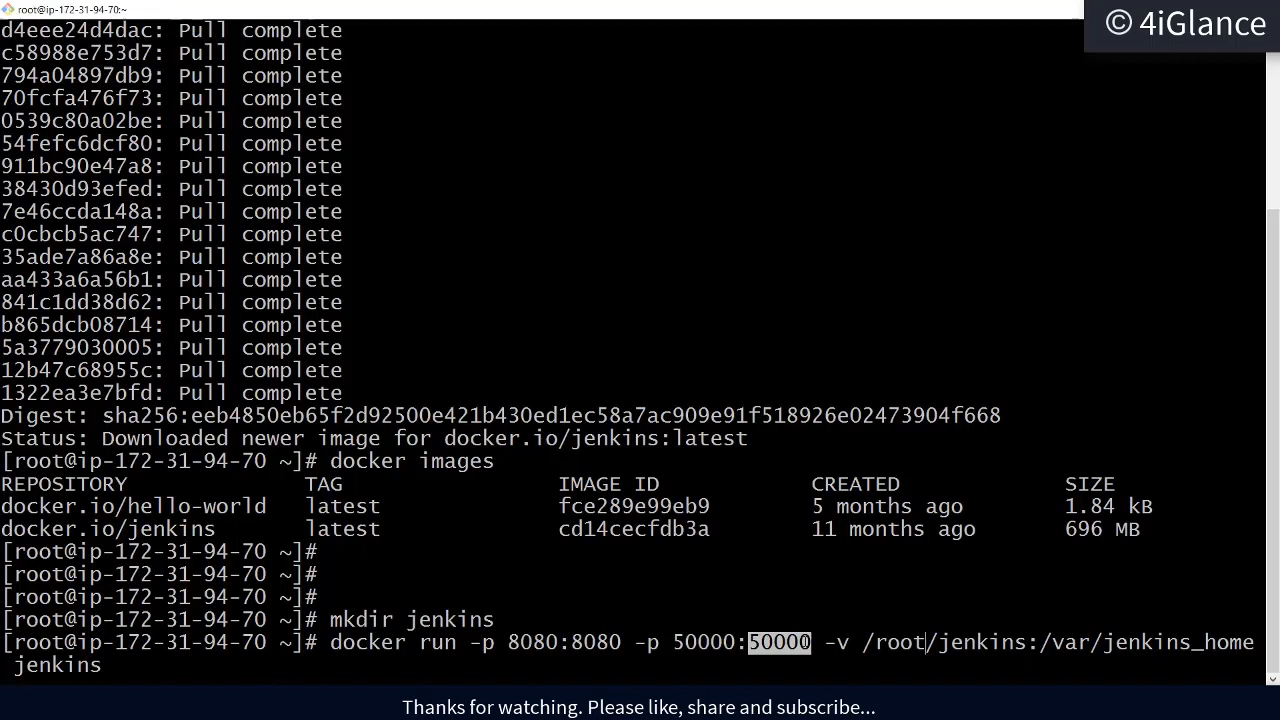 root@ip-172-31-94-70:~
© 4iGlance
d4eee24d4dac: Pull complete
c58988e753d7: Pull complete
794a04897db9: Pull complete
70fcfa476f73: Pull complete
0539c80a02be: Pull complete
54fefc6dcf80: Pull complete
911bc90e47a8: Pull complete
38430d93efed: Pull complete
7e46ccda148a: Pull complete
c0cbcb5ac747: Pull complete
35ade7a86a8e: Pull complete
aa433a6a56b1: Pull complete
841c1dd38d62: Pull complete
b865dcb08714: Pull complete
5a3779030005: Pull complete
12b47c68955c: Pull complete
1322ea3e7bfd: Pull complete
Digest: sha256:eeb4850eb65f2d92500e421b430ed1ec58a7ac909e91f518926e02473904f668
Status: Downloaded newer image for docker.io/jenkins:latest
[root@ip-172-31-94-70 ~]# docker images
REPOSITORY TAG IMAGE ID CREATED SIZE
docker.io/hello-world latest fce289e99eb9 5 months ago 1.84 kB
docker.io/jenkins latest cd14cecfdb3a 11 months ago 696 MB
[root@ip-172-31-94-70 ~]#
[root@ip-172-31-94-70 ~]#
[root@ip-172-31-94-70 ~]#
[root@ip-172-31-94-70 ~]# mkdir jenkins
[root@ip-172-31-94-70 ~]# docker run -p 8080:8080 -p 50000:50000 -v /root/jenkins:/var/jenkins_home
jenkins
Thanks for watching. Please like, share and subscribe...